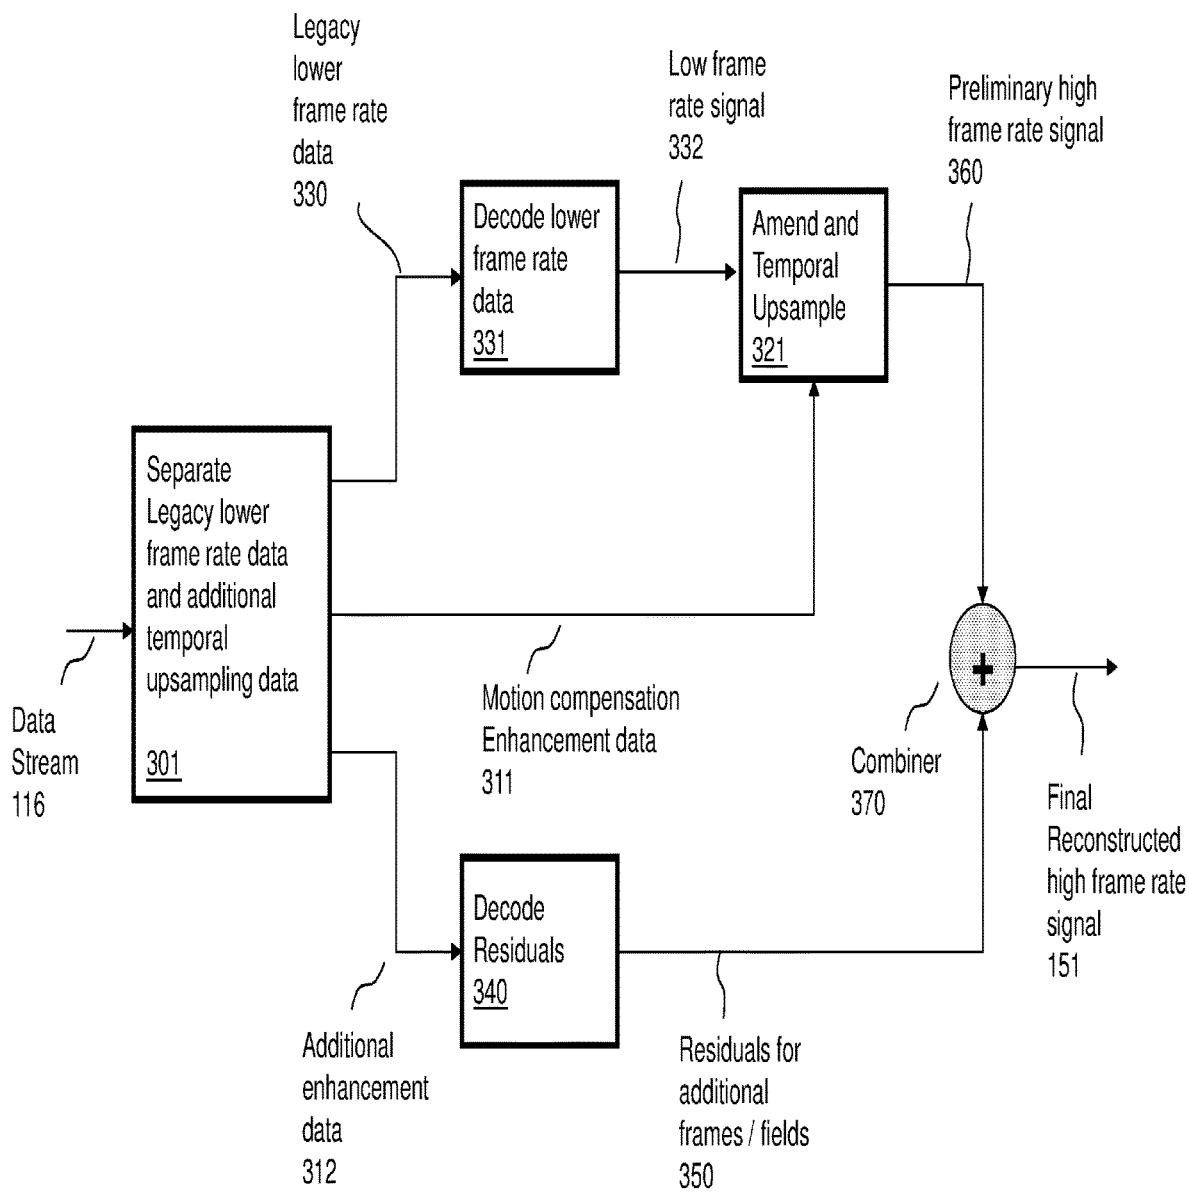 Legacy
lower
frame rate
data
330
Low frame
rate signal
332
Preliminary high
frame rate signal
360
Decode lower
frame rate
data
331
Amend and
Temporal
Upsample
321
Separate
Legacy lower
frame rate data
and additional
temporal
upsampling data
301
Data
Stream
116
Motion compensation
Enhancement data
311
+
Combiner
370
Final
Reconstructed
high frame rate
signal
151
Decode
Residuals
340
Additional
enhancement
data
312
Residuals for
additional
frames / fields
350